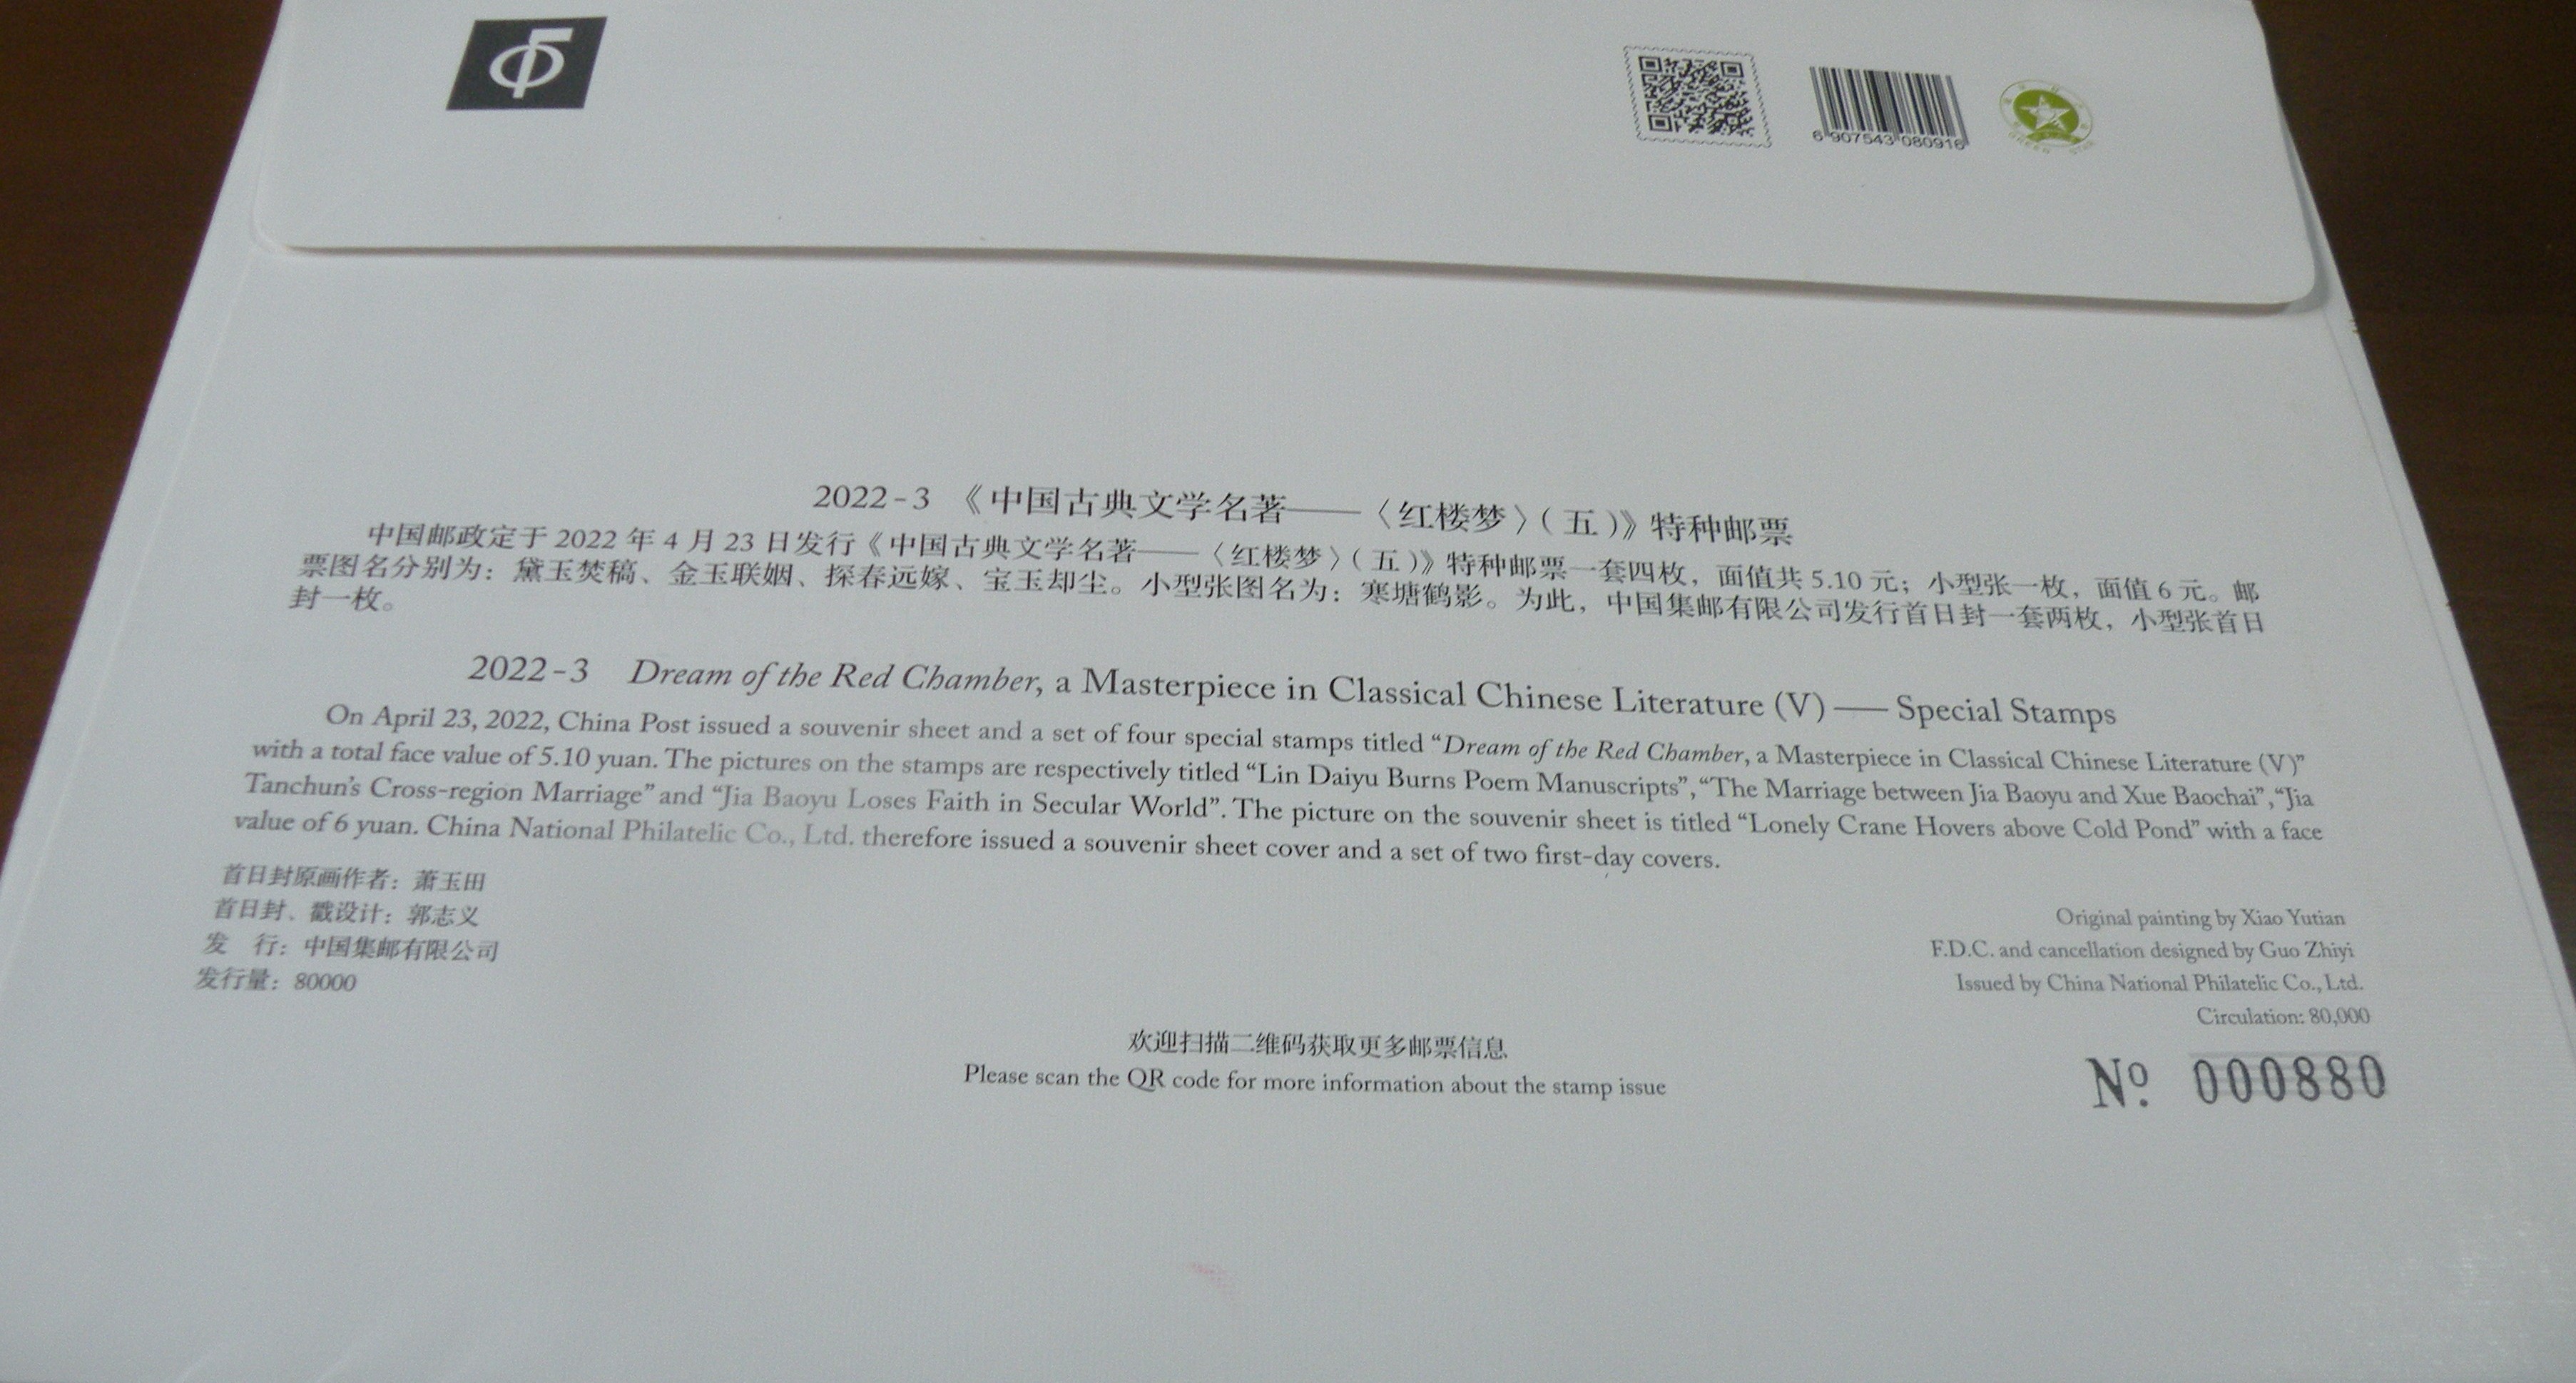 6 907543 080916
2022-3 《中国古典文学名著——〈红楼梦〉(五)》特种邮票
中国邮政定于 2022 年 4 月 23 日发行《中国古典文学名著——〈红楼梦〉(五)》特种邮票一套四枚,面值共 5.10 元;小型张一枚,面值 6 元。邮
票图名分别为:黛玉焚稿、金玉联姻、探春远嫁、宝玉却尘。小型张图名为:寒塘鹤影。为此,中国集邮有限公司发行首日封一套两枚,小型张首日
封一枚。
2022-3 Dream of the Red Chamber, a Masterpiece in Classical Chinese Literature (V) — Special Stamps
On April 23, 2022, China Post issued a souvenir sheet and a set of four special stamps titled “Dream of the Red Chamber, a Masterpiece in Classical Chinese Literature (V)”
with a total face value of 5.10 yuan. The pictures on the stamps are respectively titled “Lin Daiyu Burns Poem Manuscripts”, “The Marriage between Jia Baoyu and Xue Baochai”, “Jia
Tanchun's Cross-region Marriage” and “Jia Baoyu Loses Faith in Secular World”. The picture on the souvenir sheet is titled “Lonely Crane Hovers above Cold Pond” with a face
value of 6 yuan. China National Philatelic Co., Ltd. therefore issued a souvenir sheet cover and a set of two first-day covers.
首日封原画作者:萧玉田
首日封、戳设计:郭志义
发 行:中国集邮有限公司
发行量:80000
Original painting by Xiao Yutian
F.D.C. and cancellation designed by Guo Zhiyi
Issued by China National Philatelic Co., Ltd.
Circulation: 80,000
欢迎扫描二维码获取更多邮票信息
Please scan the QR code for more information about the stamp issue
Nº 000880